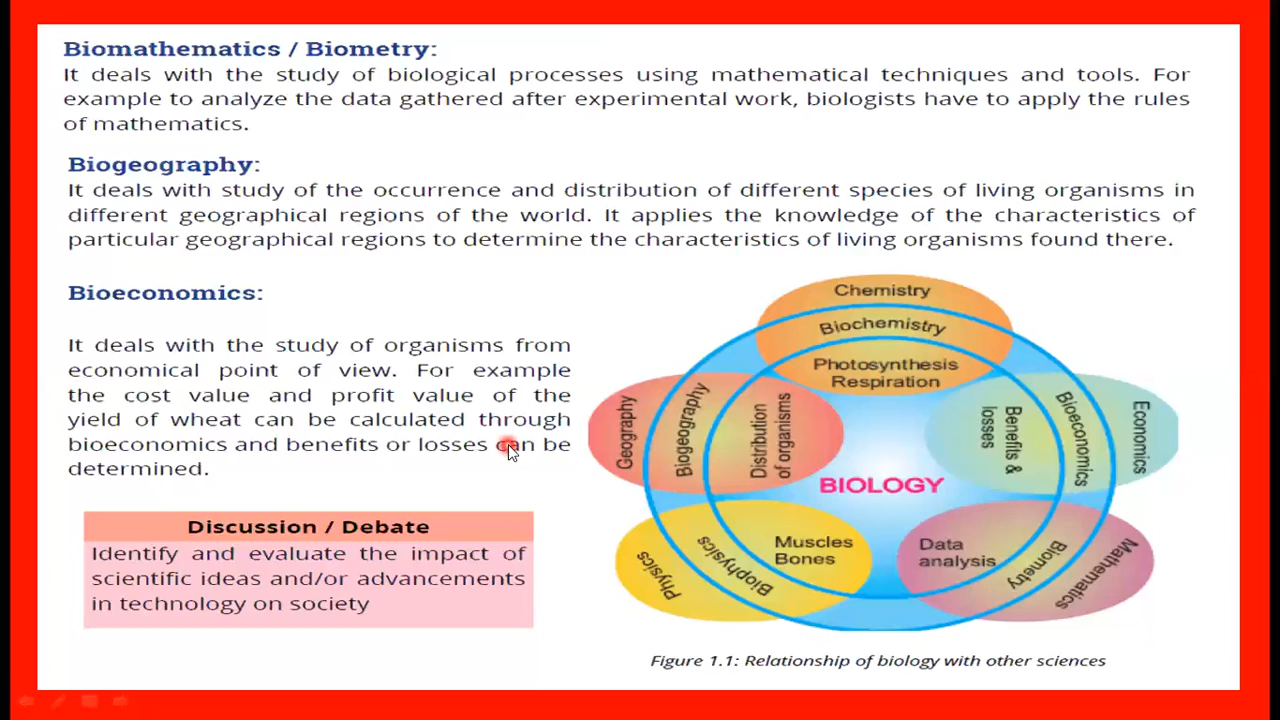 Biomathematics / Biometry:
It deals with the study of biological processes using mathematical techniques and tools. For
example to analyze the data gathered after experimental work, biologists have to apply the rules
of mathematics.
Biogeography:
It deals with study of the occurrence and distribution of different species of living organisms in
different geographical regions of the world. It applies the knowledge of the characteristics of
particular geographical regions to determine the characteristics of living organisms found there.
Bioeconomics:
It deals with the study of organisms from
economical point of view. For example
the cost value and profit value of the
yield of wheat can be calculated through
bioeconomics and benefits or losses can be
determined.
Discussion / Debate
Identify and evaluate the impact of
scientific ideas and/or advancements
in technology on society
Chemistry
Biochemistry
Photosynthesis
Respiration
Geography
Biogeography
Distribution
of organisms
Benefits &
losses
Bioeconomics
Economics
BIOLOGY
Physics
Biophysics
Muscles
Bones
Data
analysis
Biometry
Mathematics
Figure 1.1: Relationship of biology with other sciences